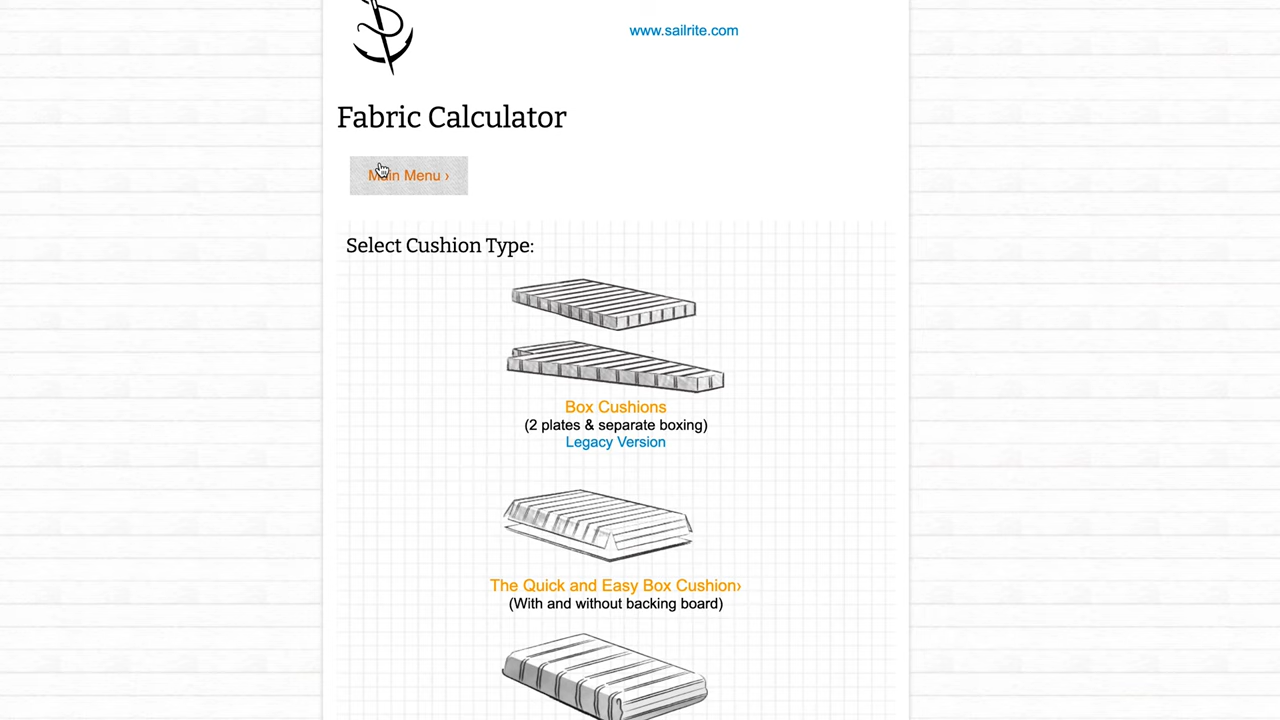 www.sailrite.com
Fabric Calculator
Main Menu ›
Select Cushion Type:
Box Cushions
(2 plates & separate boxing)
Legacy Version
The Quick and Easy Box Cushion›
(With and without backing board)